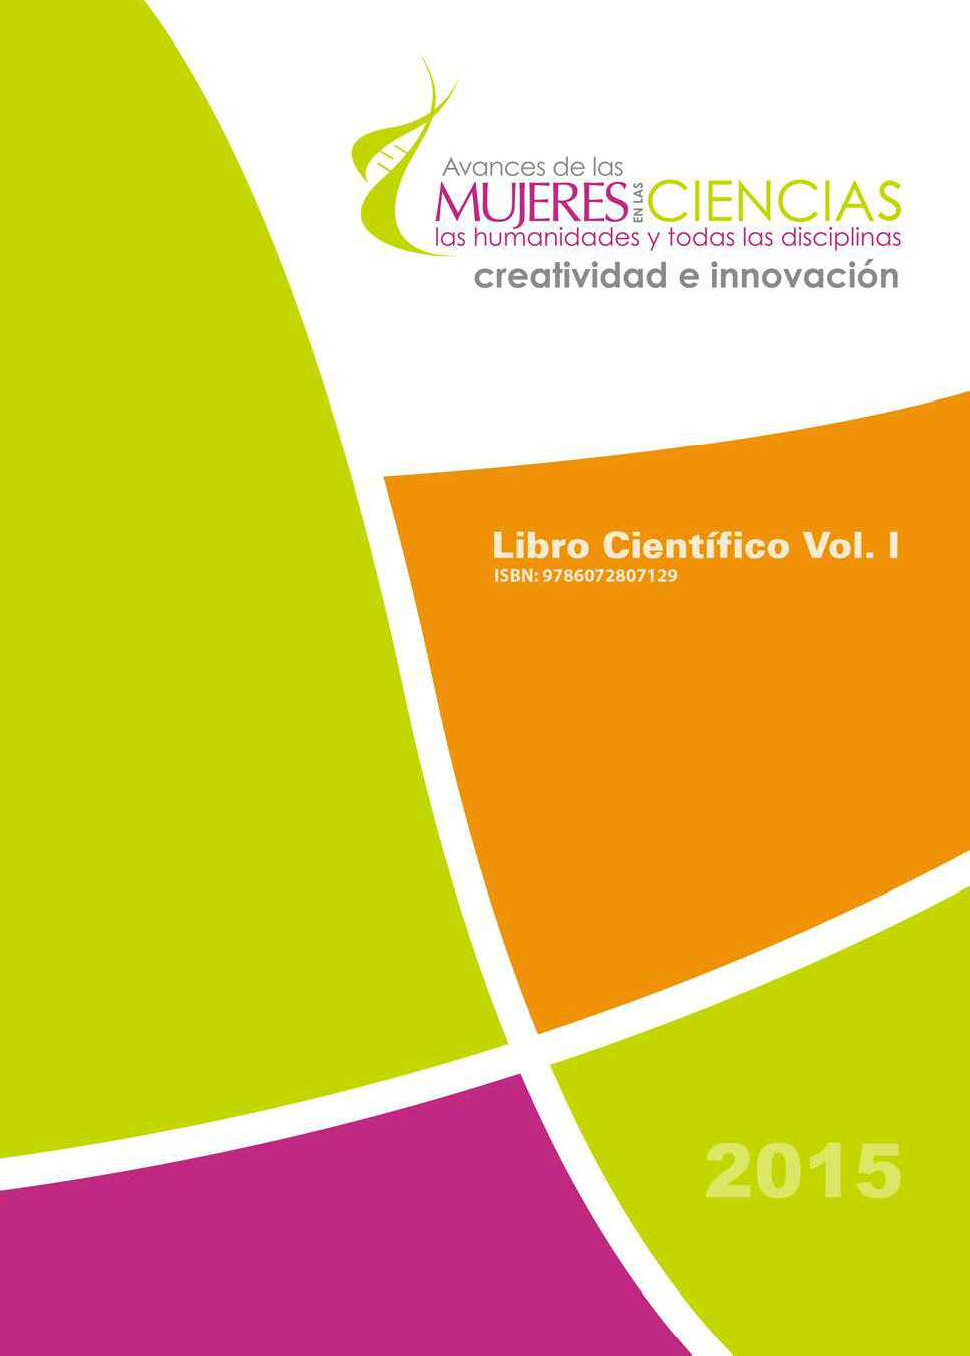 Avances de las
MUJERES EN LAS CIENCIAS
las humanidades y todas las disciplinas
creatividad e innovación
Libro Científico Vol. I
ISBN: 9786072807129
2015